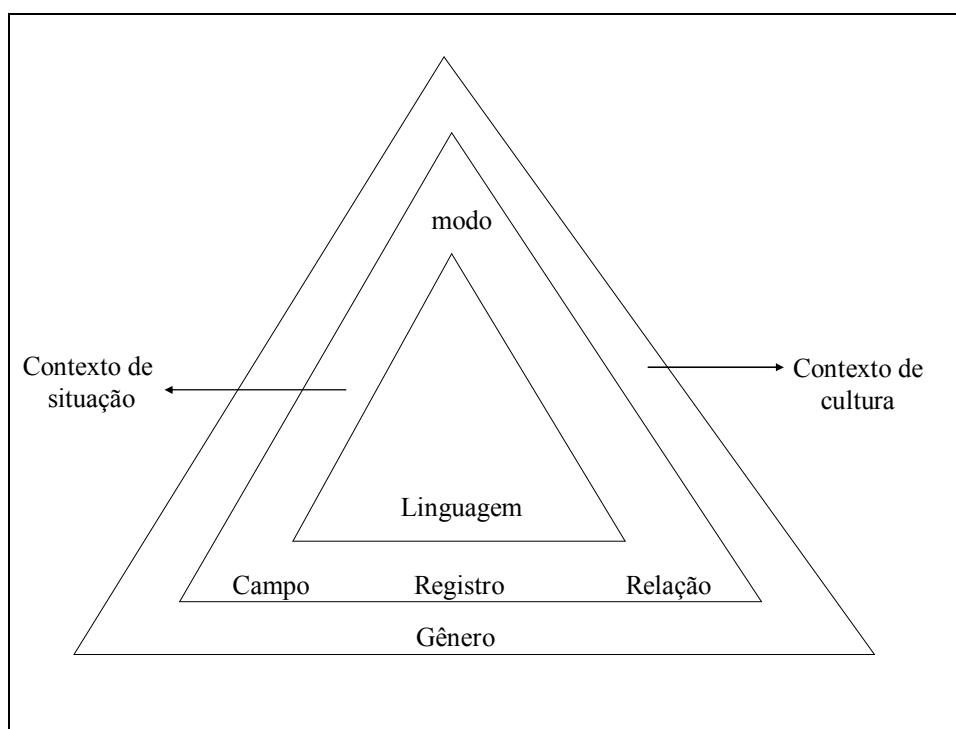 modo
Contexto de
situação
Contexto de
cultura
Linguagem
Campo Registro Relação
Gênero